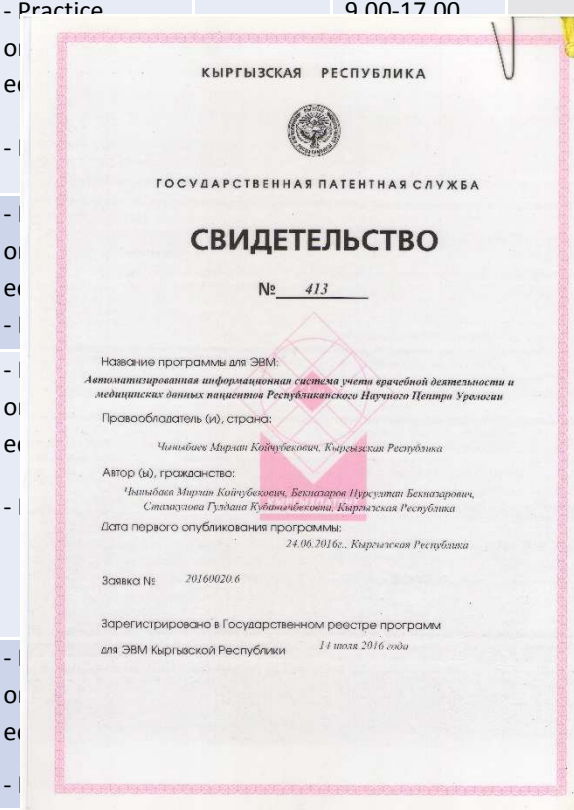 - Practice
9.00-17.00
КЫРГЫЗСКАЯ РЕСПУБЛИКА
ГОСУДАРСТВЕННАЯ ПАТЕНТНАЯ СЛУЖБА
СВИДЕТЕЛЬСТВО
№ 413
Название программы для ЭВМ:
Автоматизированная информационная система учета врачебной деятельности и
медицинских данных пациентов Республиканского Научного Центра Урологии
Правообладатель (и), страна:
Чыныбаев Мирлан Койчубекович, Кыргызская Республика
Автор (ы), гражданство:
Чыныбаев Мирлан Койчубекович, Бекназаров Нурсултан Бекназарович,
Гулдана Кубанычбековна, Кыргызская Республика
Дата первого опубликования программы:
24.06.2016г., Кыргызская Республика
Заявка № 20160020.6
Зарегистрировано в Государственном реестре программ
для ЭВМ Кыргызской Республики 14 июля 2016 года